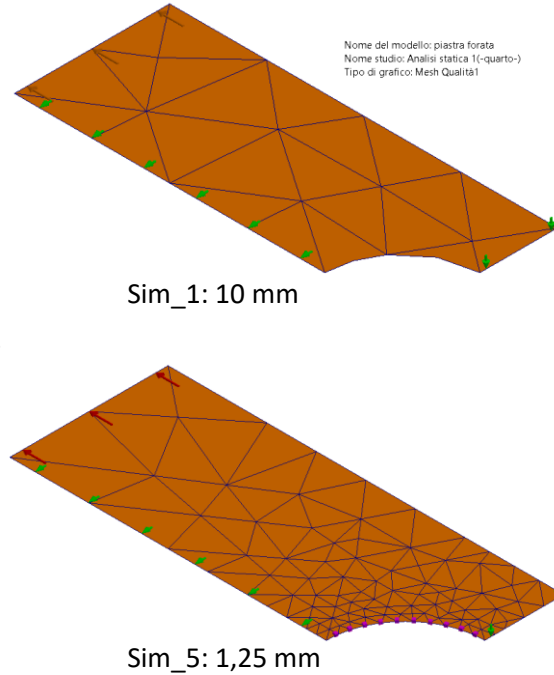 Nome del modello: piastra forata
Nome studio: Analisi statica 1(-quarto-)
Tipo di grafico: Mesh Qualità1
Sim_1: 10 mm
Sim_5: 1,25 mm